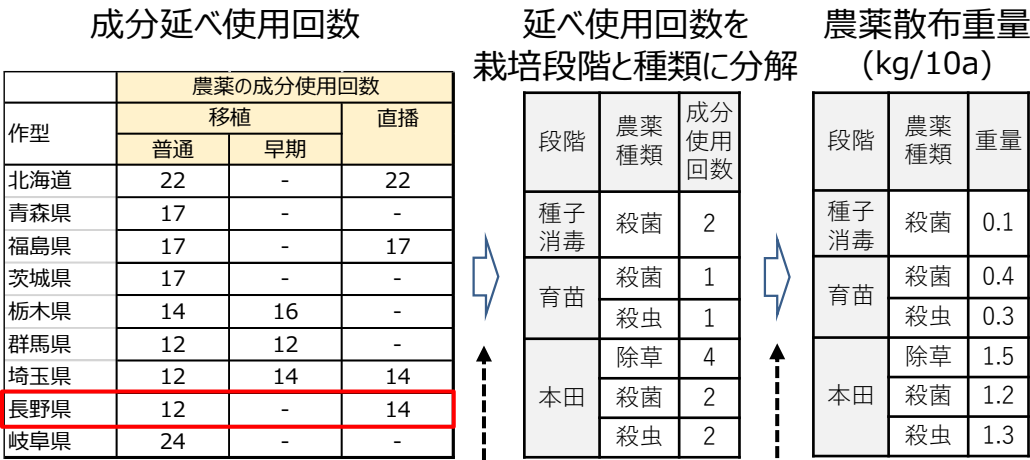 成分延べ使用回数
農薬の成分使用回数
作型
移植
直播
普通
早期
北海道 22 - 22
青森県 17 - -
福島県 17 - 17
茨城県 17 - -
栃木県 14 16 -
群馬県 12 12 -
埼玉県 12 14 14
長野県 12 - 14
岐阜県 24 - -
延べ使用回数を
栽培段階と種類に分解
段階
農薬
種類
成分
使用
回数
種子
消毒
殺菌 2
育苗
殺菌 1
殺虫 1
本田
除草 4
殺菌 2
殺虫 2
農薬散布重量
(kg/10a)
段階
農薬
種類
重量
種子
消毒
殺菌 0.1
育苗
殺菌 0.4
殺虫 0.3
本田
除草 1.5
殺菌 1.2
殺虫 1.3